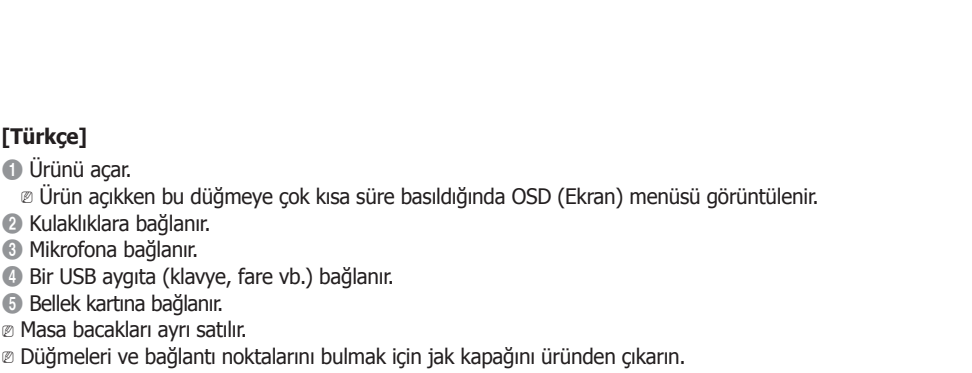 [Türkçe]
❶ Ürünü açar.
⎚ Ürün açıkken bu düğmeye çok kısa süre basıldığında OSD (Ekran) menüsü görüntülenir.
❷ Kulaklıklara bağlanır.
❸ Mikrofona bağlanır.
❹ Bir USB aygıta (klavye, fare vb.) bağlanır.
❺ Bellek kartına bağlanır.
⎚ Masa bacakları ayrı satılır.
⎚ Düğmeleri ve bağlantı noktalarını bulmak için jak kapağını üründen çıkarın.